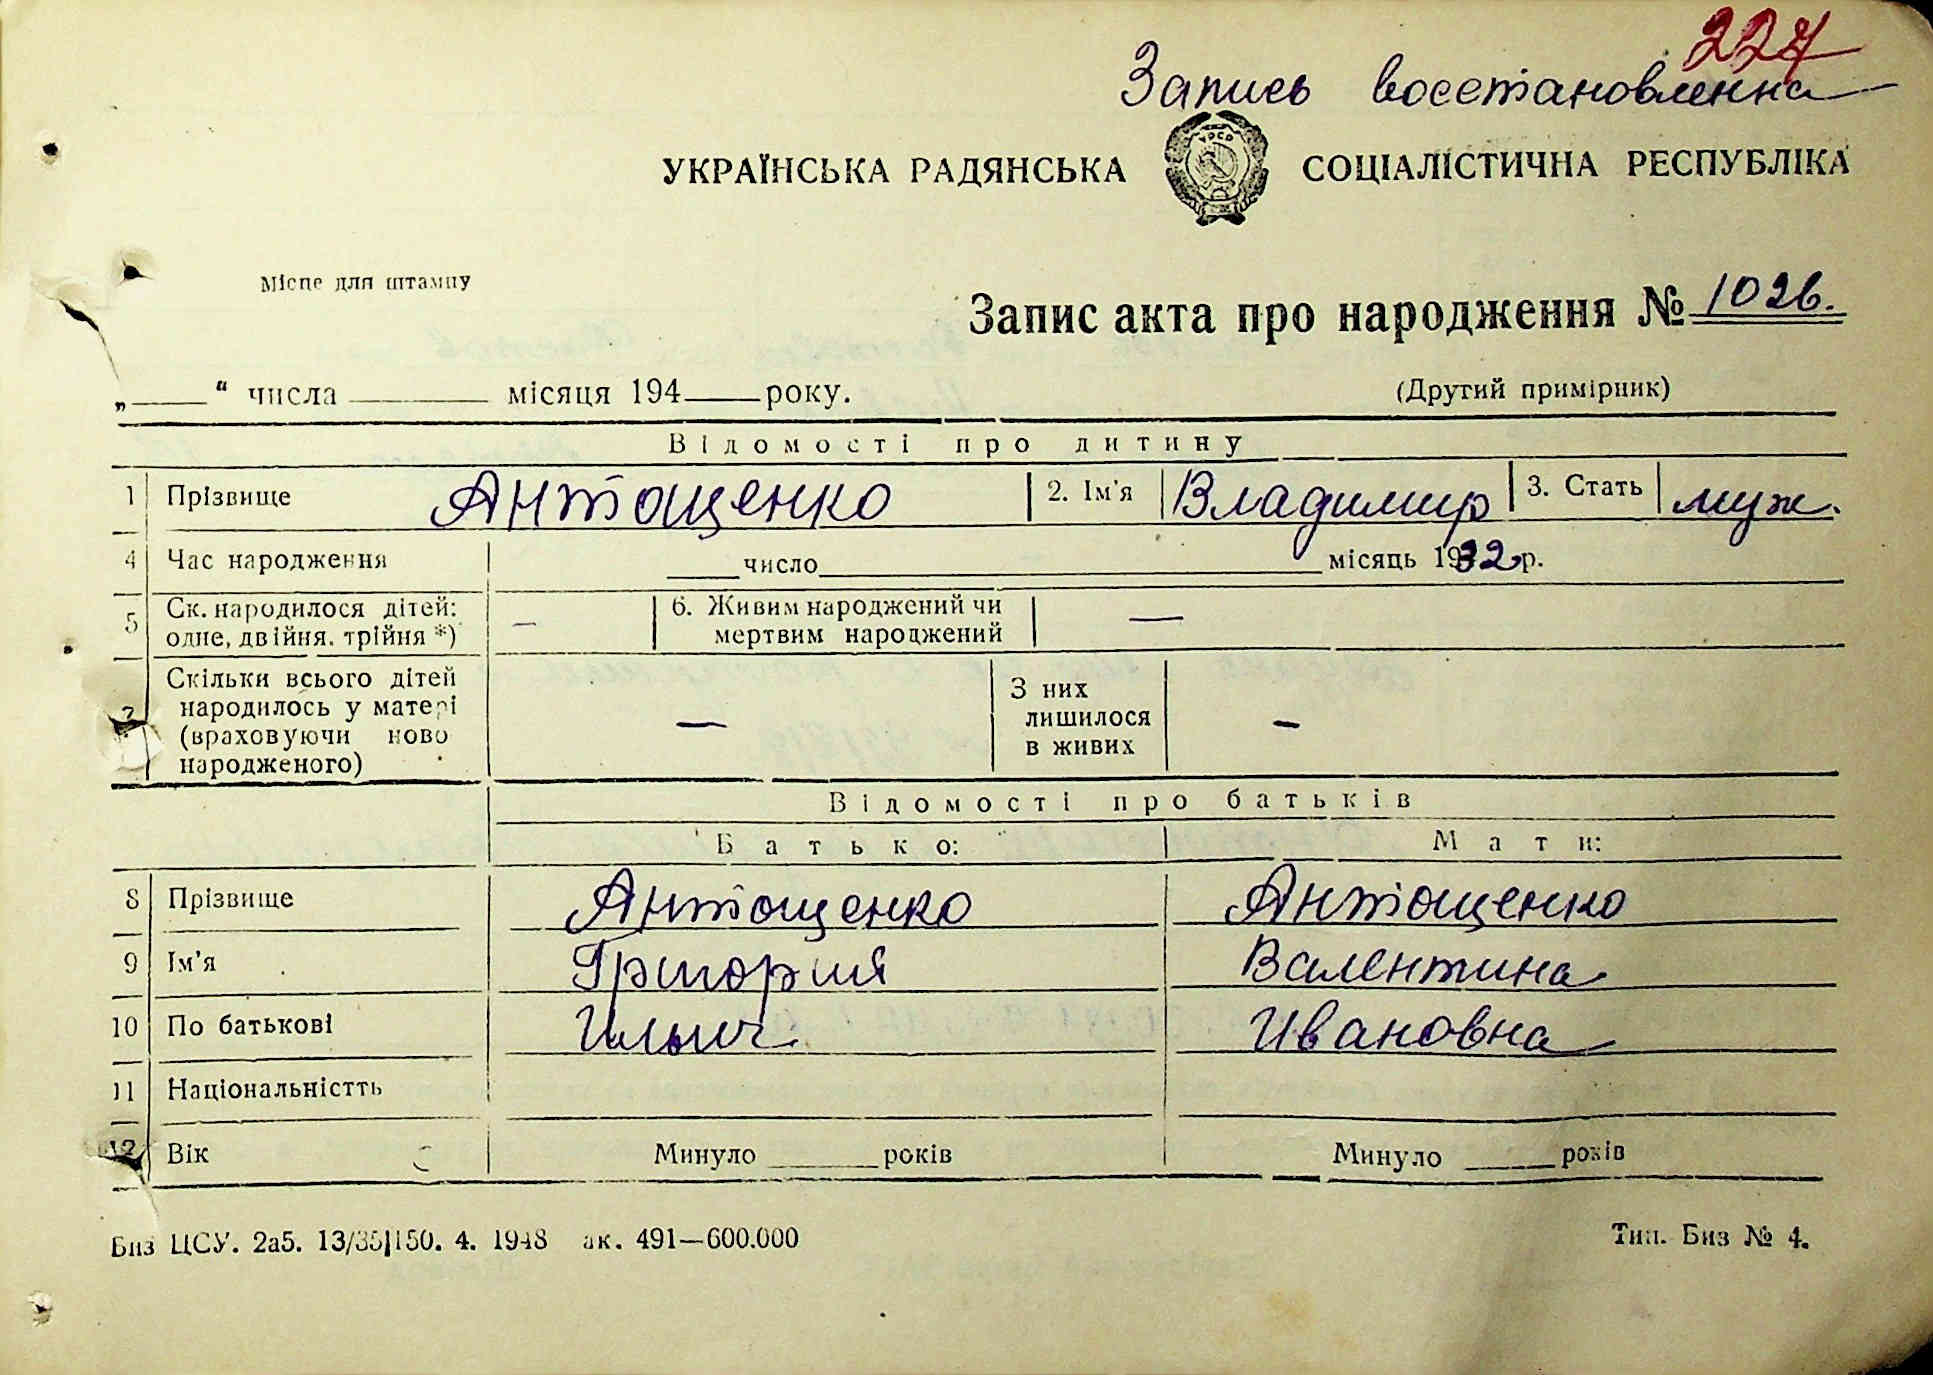 227
Запись восстановленна
УКРАЇНСЬКА РАДЯНСЬКА СОЦІАЛІСТИЧНА РЕСПУБЛІКА
УРСР
Місце для штампу
Запис акта про народження № 1026.
„ “ числа місяця 194 року. (Другий примірник)
Відомості про дитину
1 Прізвище Антощенко 2. Ім'я Владимир 3. Стать муж.
4 Час народження число місяць 1932 р.
5 Ск. народилося дітей: одне, двійня, трійня *) — 6. Живим народжений чи мертвим народжений —
7 Скільки всього дітей народилось у матері (враховуючи ново народженого) — З них лишилося в живих —
Відомості про батьків
Батько: Мати:
8 Прізвище Антощенко Антощенко
9 Ім'я Григорий Валентина
10 По батькові Ильич Ивановна
11 Національністть
12 Вік Минуло років Минуло років
Биз ЦСУ. 2а5. 13/35|150. 4. 1948 ак. 491—600.000 Тип. Биз № 4.